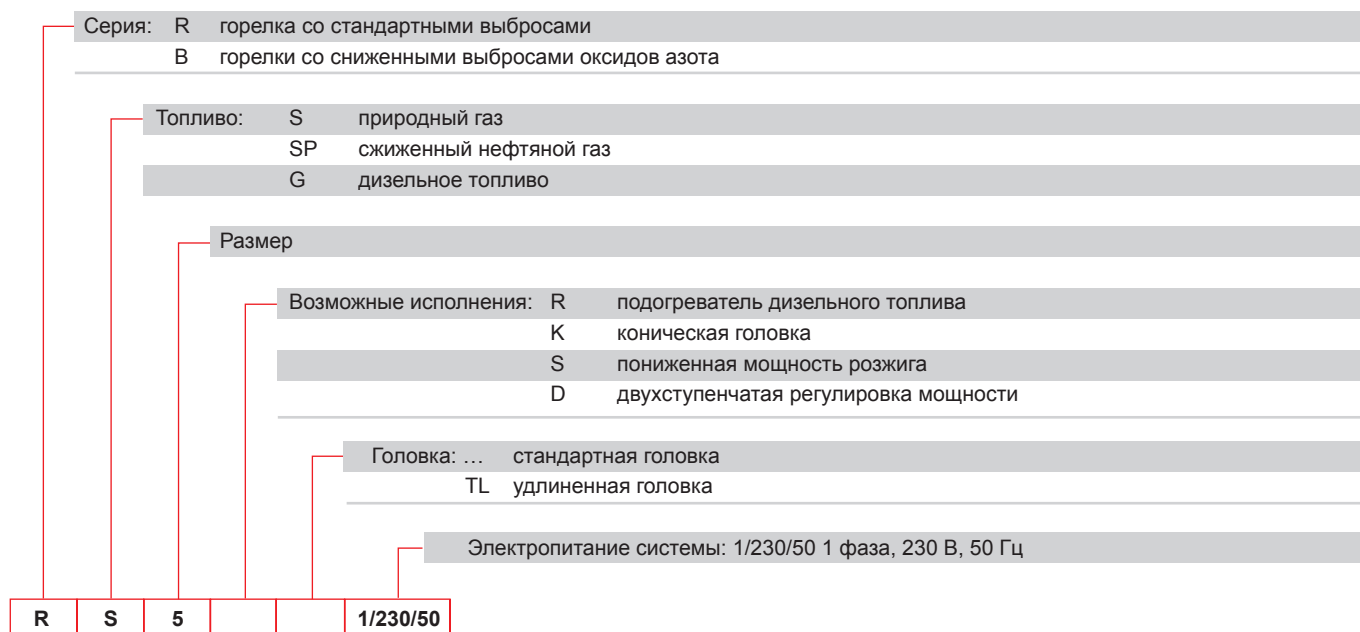 Серия: R горелка со стандартными выбросами
B горелки со сниженными выбросами оксидов азота
Топливо: S природный газ
SP сжиженный нефтяной газ
G дизельное топливо
Размер
Возможные исполнения: R подогреватель дизельного топлива
K коническая головка
S пониженная мощность розжига
D двухступенчатая регулировка мощности
Головка: … стандартная головка
TL удлиненная головка
Электропитание системы: 1/230/50 1 фаза, 230 В, 50 Гц
R S 5 1/230/50